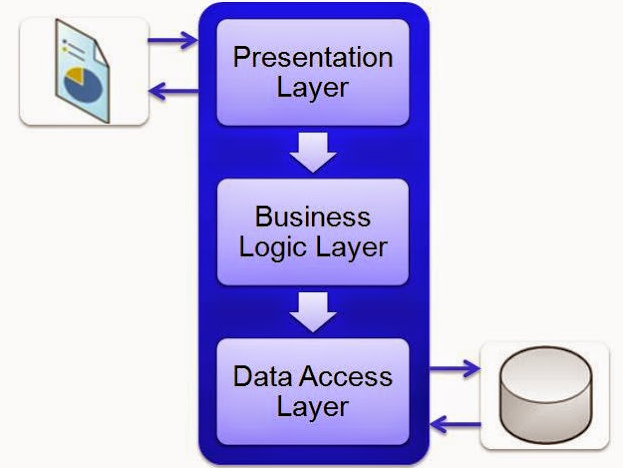 Presentation
Layer
Business
Logic Layer
Data Access
Layer